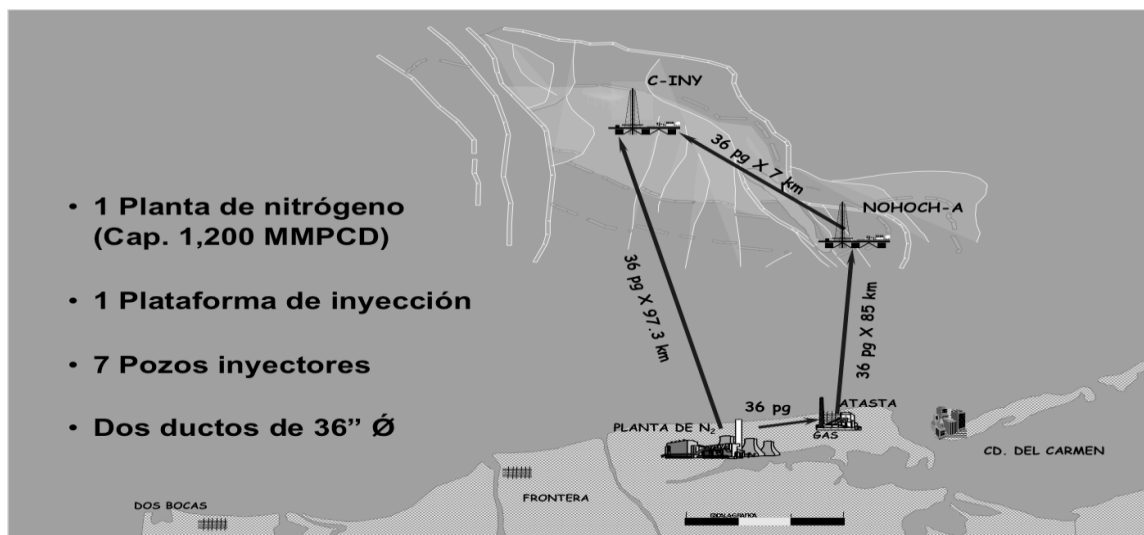 • 1 Planta de nitrógeno
(Cap. 1,200 MMPCD)
• 1 Plataforma de inyección
• 7 Pozos inyectores
• Dos ductos de 36” Ǿ
C-INY
36 pg X 7 km
NOHOCH-A
36 pg X 97.3 km
36 pg X 85 km
36 pg
ATASTA
PLANTA DE N₂
GAS
CD. DEL CARMEN
FRONTERA
DOS BOCAS
ESCALA GRAFICA